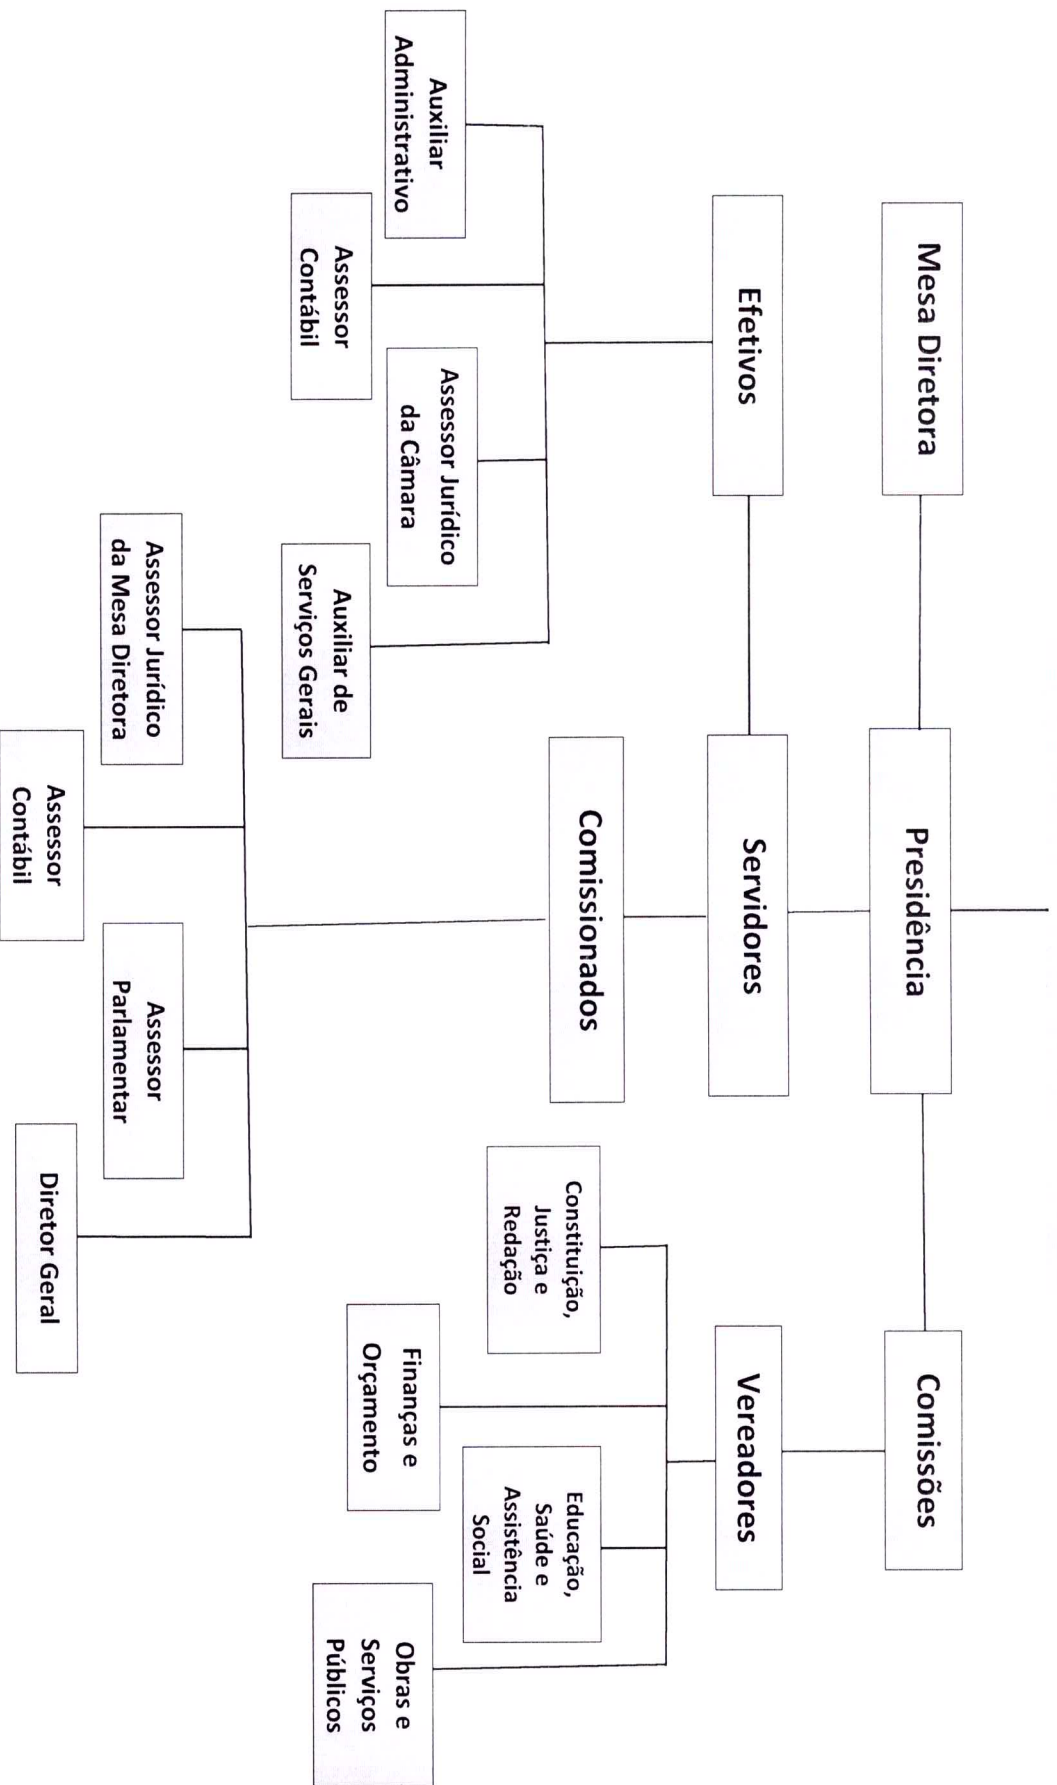 Mesa Diretora
Presidência
Comissões
Efetivos
Servidores
Vereadores
Comissionados
Auxiliar
Administrativo
Assessor
Contábil
Assessor Jurídico
da Câmara
Auxiliar de
Serviços Gerais
Constituição,
Justiça e
Redação
Finanças e
Orçamento
Educação,
Saúde e
Assistência
Social
Obras e
Serviços
Públicos
Assessor Jurídico
da Mesa Diretora
Assessor
Contábil
Assessor
Parlamentar
Diretor Geral